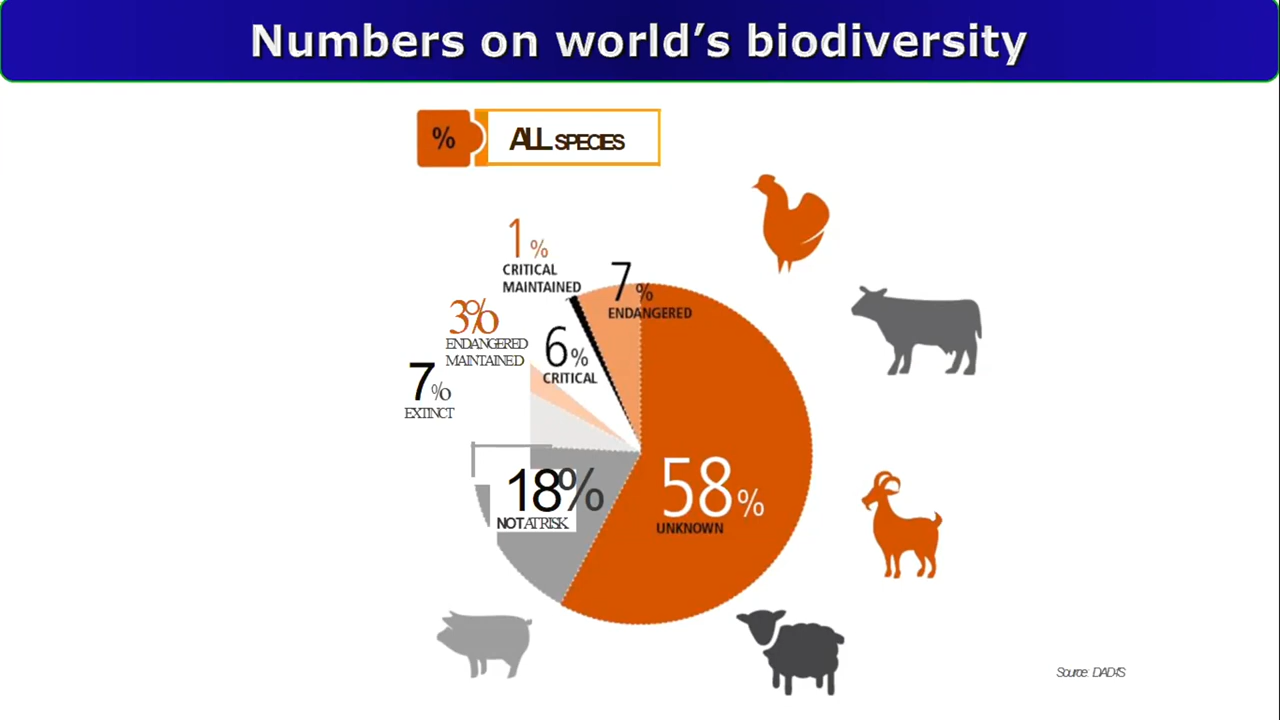 Numbers on world's biodiversity
%
ALL SPECIES
1%
CRITICAL
MAINTAINED
7%
ENDANGERED
3%
ENDANGERED
MAINTAINED
6%
CRITICAL
7%
EXTINCT
18%
NOT AT RISK
58%
UNKNOWN
Source: DAD-IS